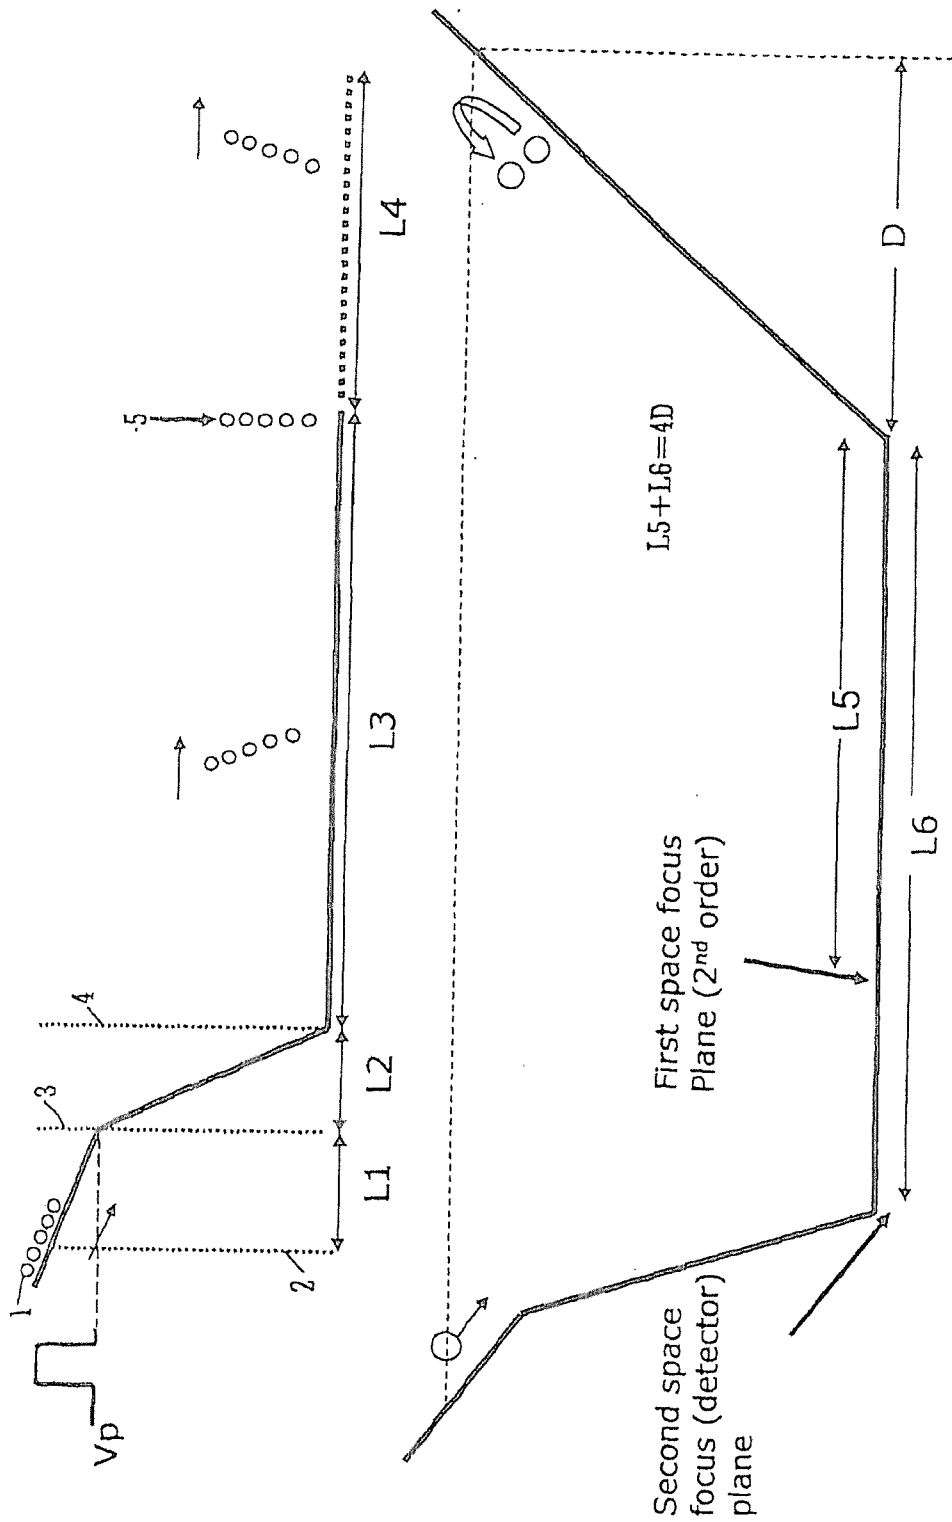 1
2
3
4
5
Vp
L1
L2
L3
L4
L5+L6=4D
D
L5
L6
First space focus
Plane (2nd order)
Second space
focus (detector)
plane